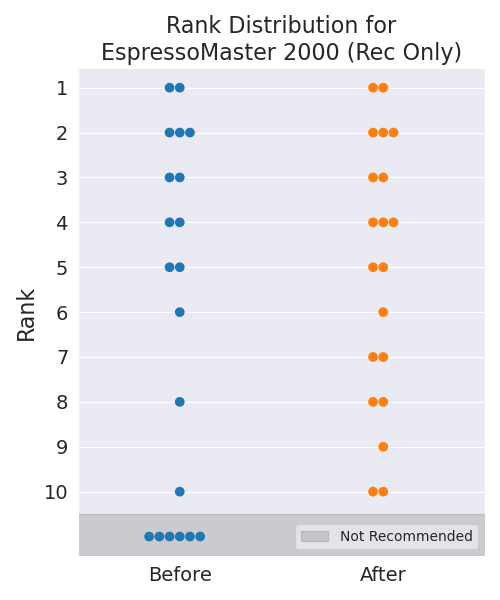 Rank Distribution for
EspressoMaster 2000 (Rec Only)
Rank
1
2
3
4
5
6
7
8
9
10
Not Recommended
Before
After